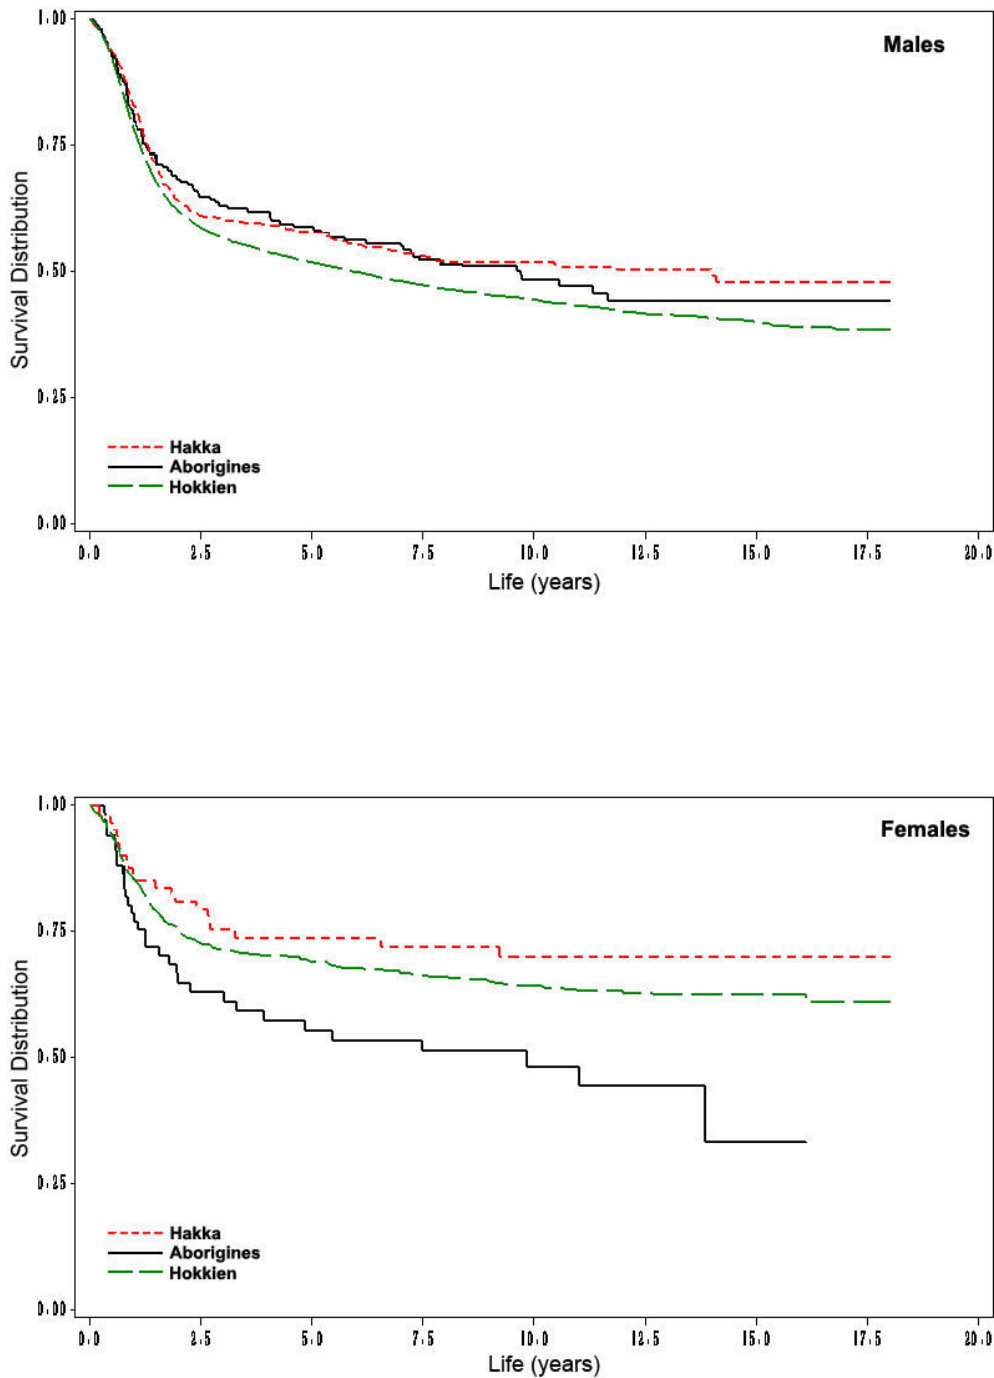 1.00
Males
0.75
Survival Distribution
0.50
0.25
Hakka
Aborigines
Hokkien
0.00
0.0 2.5 5.0 7.5 10.0 12.5 15.0 17.5 20.0
Life (years)
1.00
Females
0.75
Survival Distribution
0.50
0.25
Hakka
Aborigines
Hokkien
0.00
0.0 2.5 5.0 7.5 10.0 12.5 15.0 17.5 20.0
Life (years)